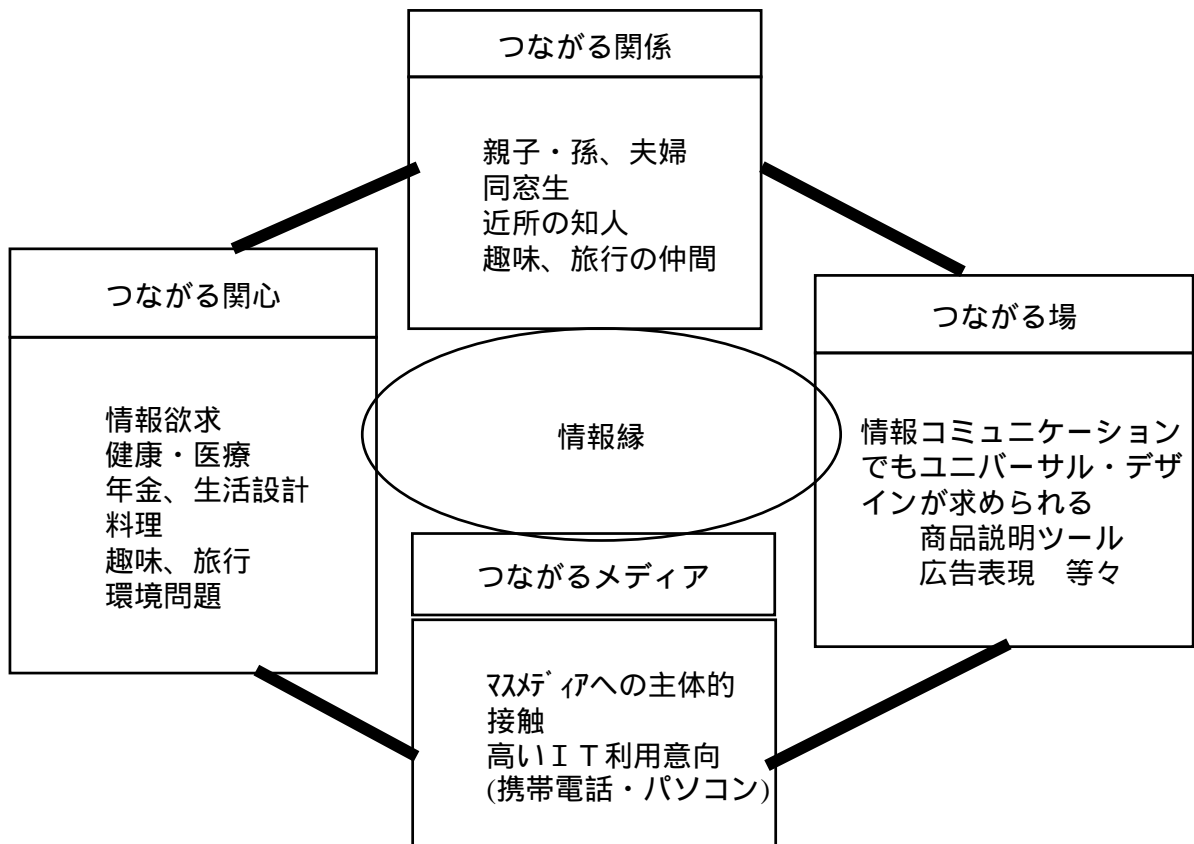 つながる関係
親子・孫、夫婦
同窓生
近所の知人
趣味、旅行の仲間
つながる関心
情報欲求
健康・医療
年金、生活設計
料理
趣味、旅行
環境問題
情報縁
つながる場
情報コミュニケーション
でもユニバーサル・デザ
インが求められる
商品説明ツール
広告表現　等々
つながるメディア
ﾏｽﾒﾃﾞｨｱへの主体的
接触
高いＩＴ利用意向
(携帯電話・パソコン)